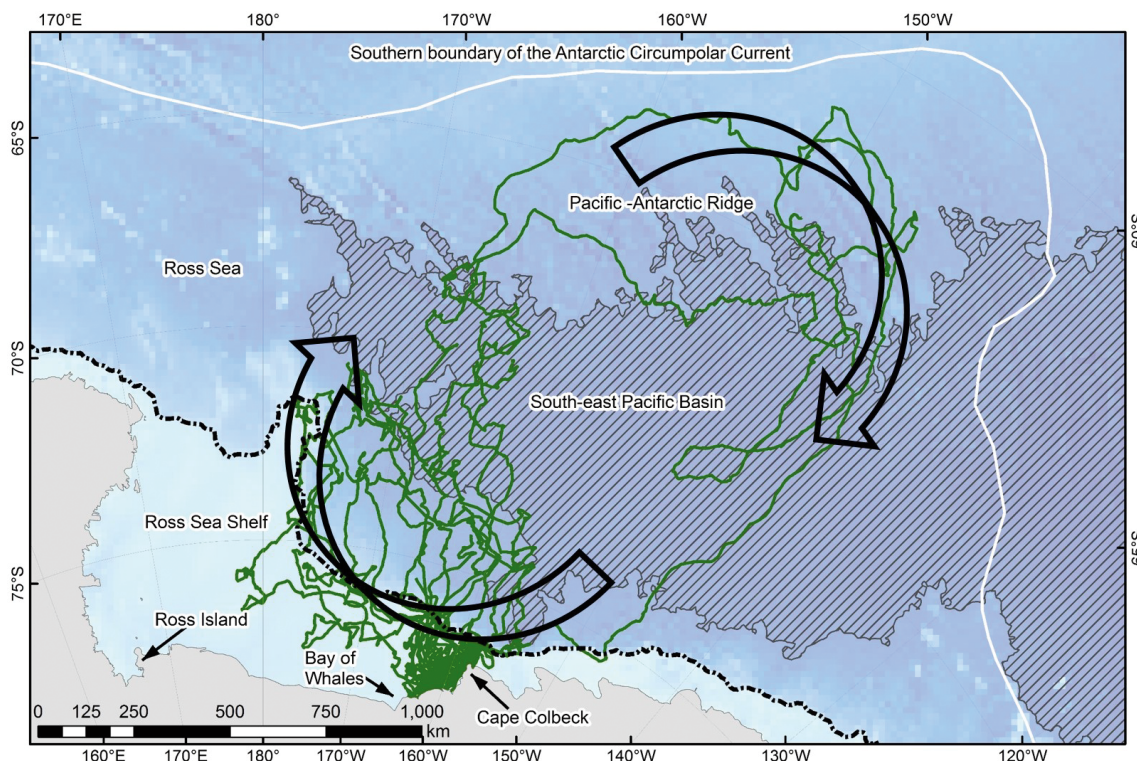 170°E 180° 170°W 160°W 150°W
Southern boundary of the Antarctic Circumpolar Current
65°S
Pacific -Antarctic Ridge
60°S
Ross Sea
70°S
South-east Pacific Basin
Ross Sea Shelf
65°S
75°S
Ross Island
Bay of
Whales
Cape Colbeck
0 125 250 500 750 1,000
km
160°E 170°E 180° 170°W 160°W 150°W 140°W 130°W 120°W